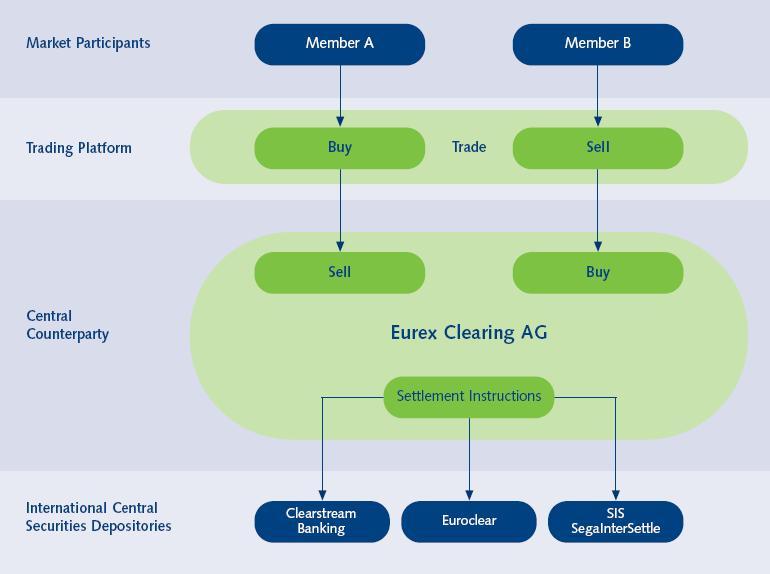 Market Participants
Member A
Member B
Trading Platform
Buy
Trade
Sell
Sell
Buy
Central
Counterparty
Eurex Clearing AG
Settlement Instructions
International Central
Securities Depositories
Clearstream
Banking
Euroclear
SIS
SegaInterSettle